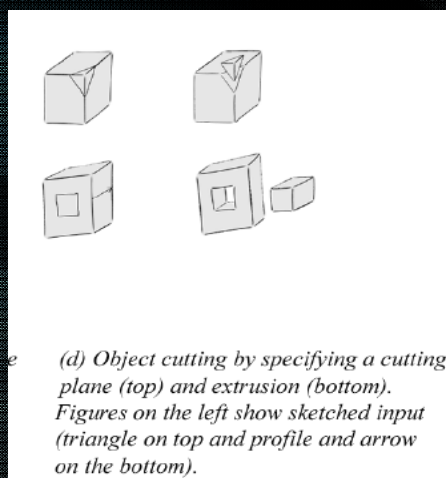 e
(d) Object cutting by specifying a cutting
plane (top) and extrusion (bottom).
Figures on the left show sketched input
(triangle on top and profile and arrow
on the bottom).